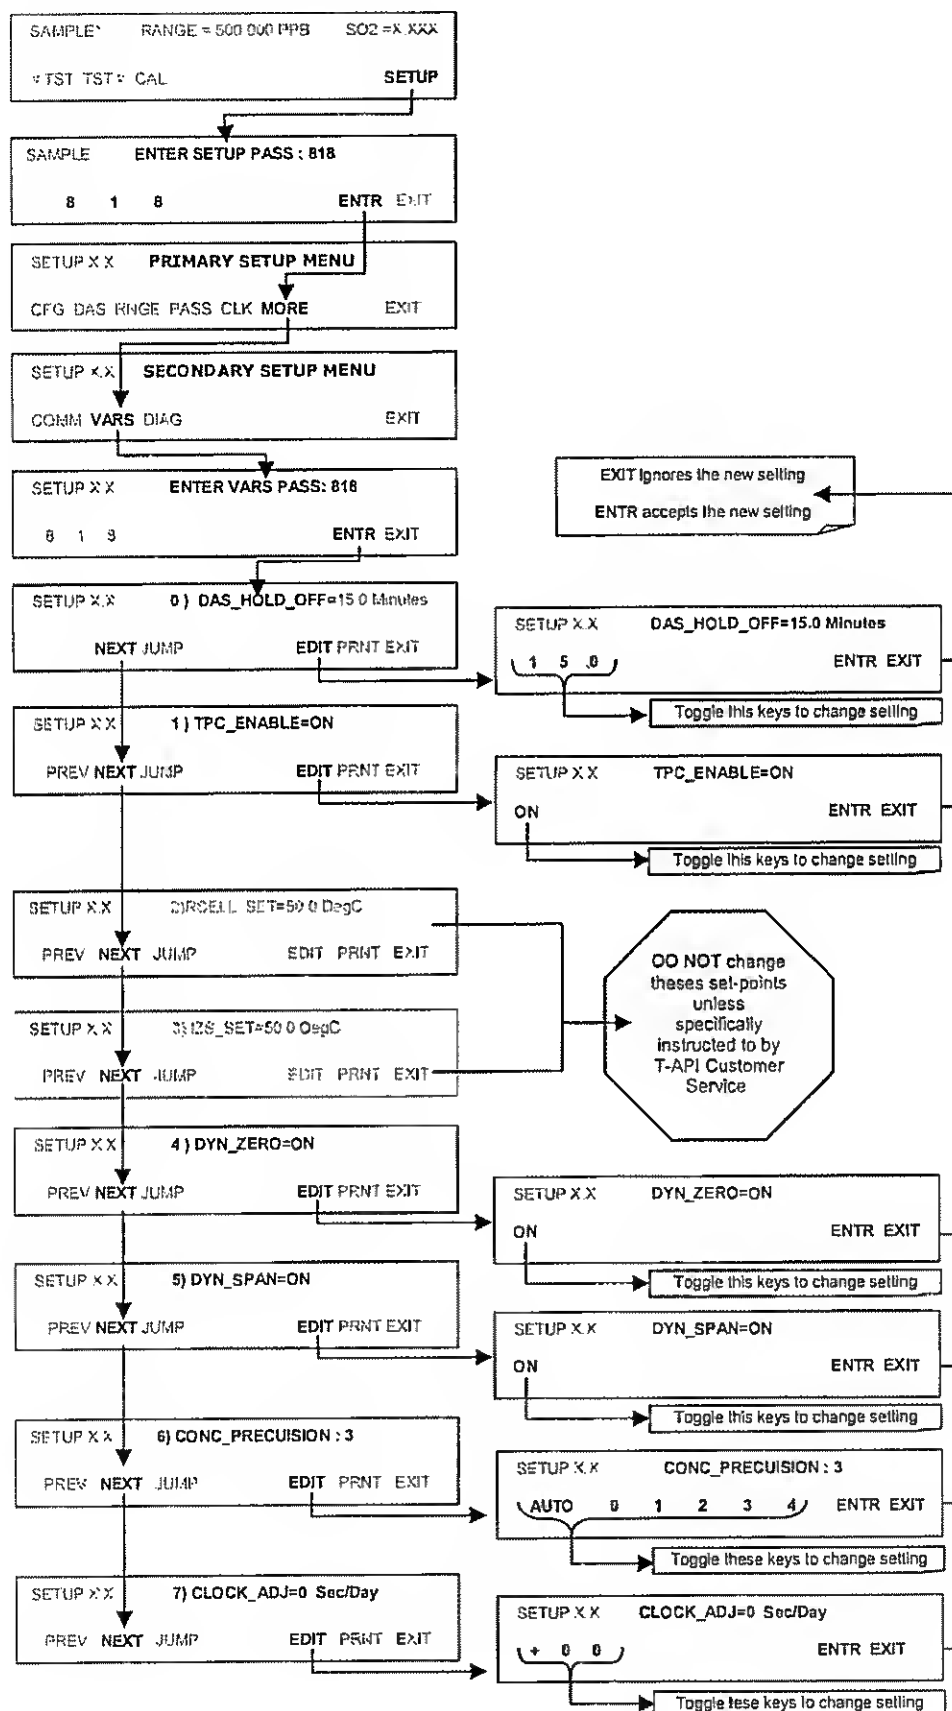 SAMPLE* RANGE = 500.000 PPB SO2 =X.XXX
< TST TST > CAL SETUP
SAMPLE ENTER SETUP PASS : 818
8 1 8 ENTR EXIT
SETUP X.X PRIMARY SETUP MENU
CFG DAS RNGE PASS CLK MORE EXIT
SETUP X.X SECONDARY SETUP MENU
COMM VARS DIAG EXIT
SETUP X.X ENTER VARS PASS: 818
8 1 8 ENTR EXIT
EXIT ignores the new setting
ENTR accepts the new setting
SETUP X.X 0 ) DAS_HOLD_OFF=15.0 Minutes
NEXT JUMP EDIT PRNT EXIT
SETUP X.X DAS_HOLD_OFF=15.0 Minutes
1 5 .0 ENTR EXIT
Toggle this keys to change setting
SETUP X.X 1 ) TPC_ENABLE=ON
PREV NEXT JUMP EDIT PRNT EXIT
SETUP X.X TPC_ENABLE=ON
ON ENTR EXIT
Toggle this keys to change setting
SETUP X.X 2)RCELL_SET=50.0 DegC
PREV NEXT JUMP EDIT PRNT EXIT
SETUP X.X 3)IZS_SET=50.0 DegC
PREV NEXT JUMP EDIT PRNT EXIT
DO NOT change
theses set-points
unless
specifically
instructed to by
T-API Customer
Service
SETUP X.X 4 ) DYN_ZERO=ON
PREV NEXT JUMP EDIT PRNT EXIT
SETUP X.X DYN_ZERO=ON
ON ENTR EXIT
Toggle this keys to change setting
SETUP X.X 5) DYN_SPAN=ON
PREV NEXT JUMP EDIT PRNT EXIT
SETUP X.X DYN_SPAN=ON
ON ENTR EXIT
Toggle this keys to change setting
SETUP X.X 6) CONC_PRECUISION : 3
PREV NEXT JUMP EDIT PRNT EXIT
SETUP X.X CONC_PRECUISION : 3
AUTO 0 1 2 3 4 ENTR EXIT
Toggle these keys to change setting
SETUP X.X 7) CLOCK_ADJ=0 Sec/Day
PREV NEXT JUMP EDIT PRNT EXIT
SETUP X.X CLOCK_ADJ=0 Sec/Day
+ 0 0 ENTR EXIT
Toggle tese keys to change setting